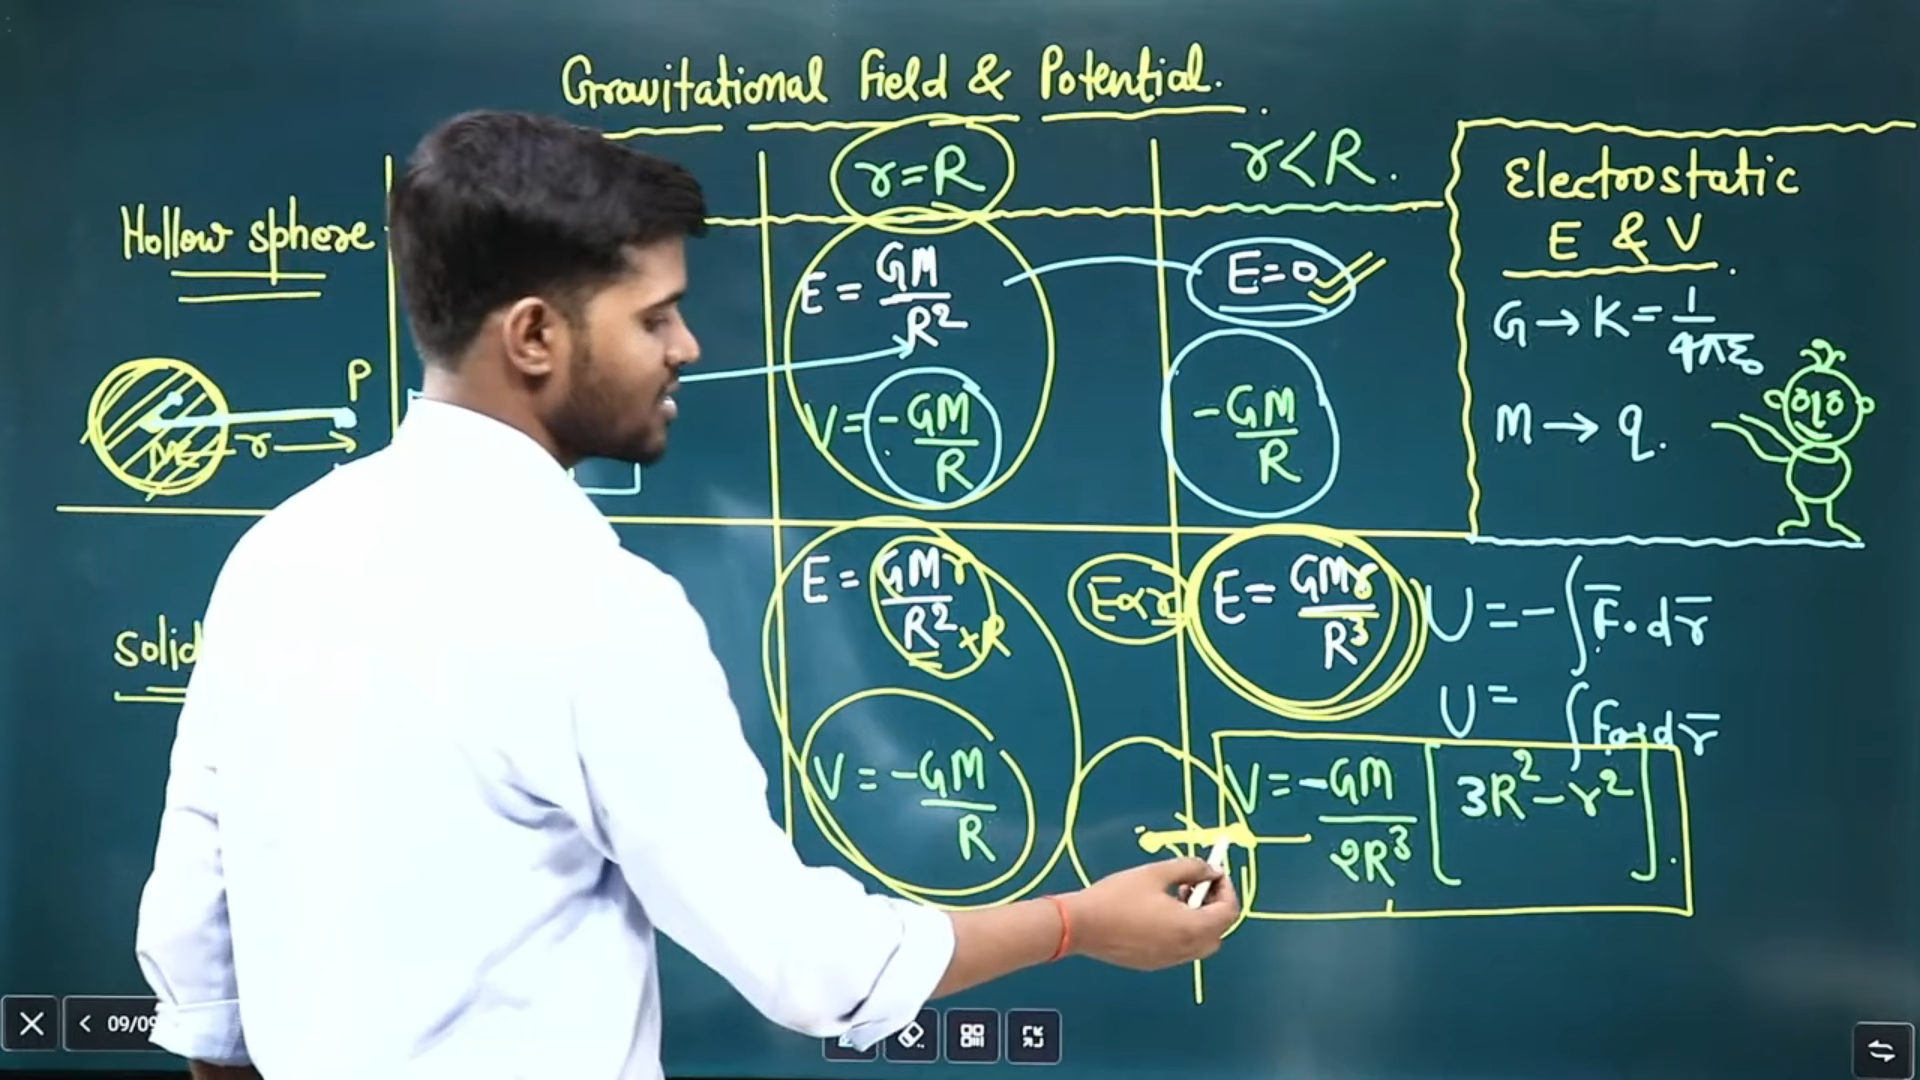 Gravitational Field & Potential.
r=R
r<R.
Hollow sphere
E = GM/R²
V = -GM/R
E=0
-GM/R
P
r
Electrostatic
E & V
G → K = 1/4πε₀
M → q.
solid
E = GMr/R²×R
V = -GM/R
E∝r
E = GMr/R³
V = -GM/2R³ [3R²-r²].
U = -∫F̅.dr̅
U = ∫
dr̅
09/09